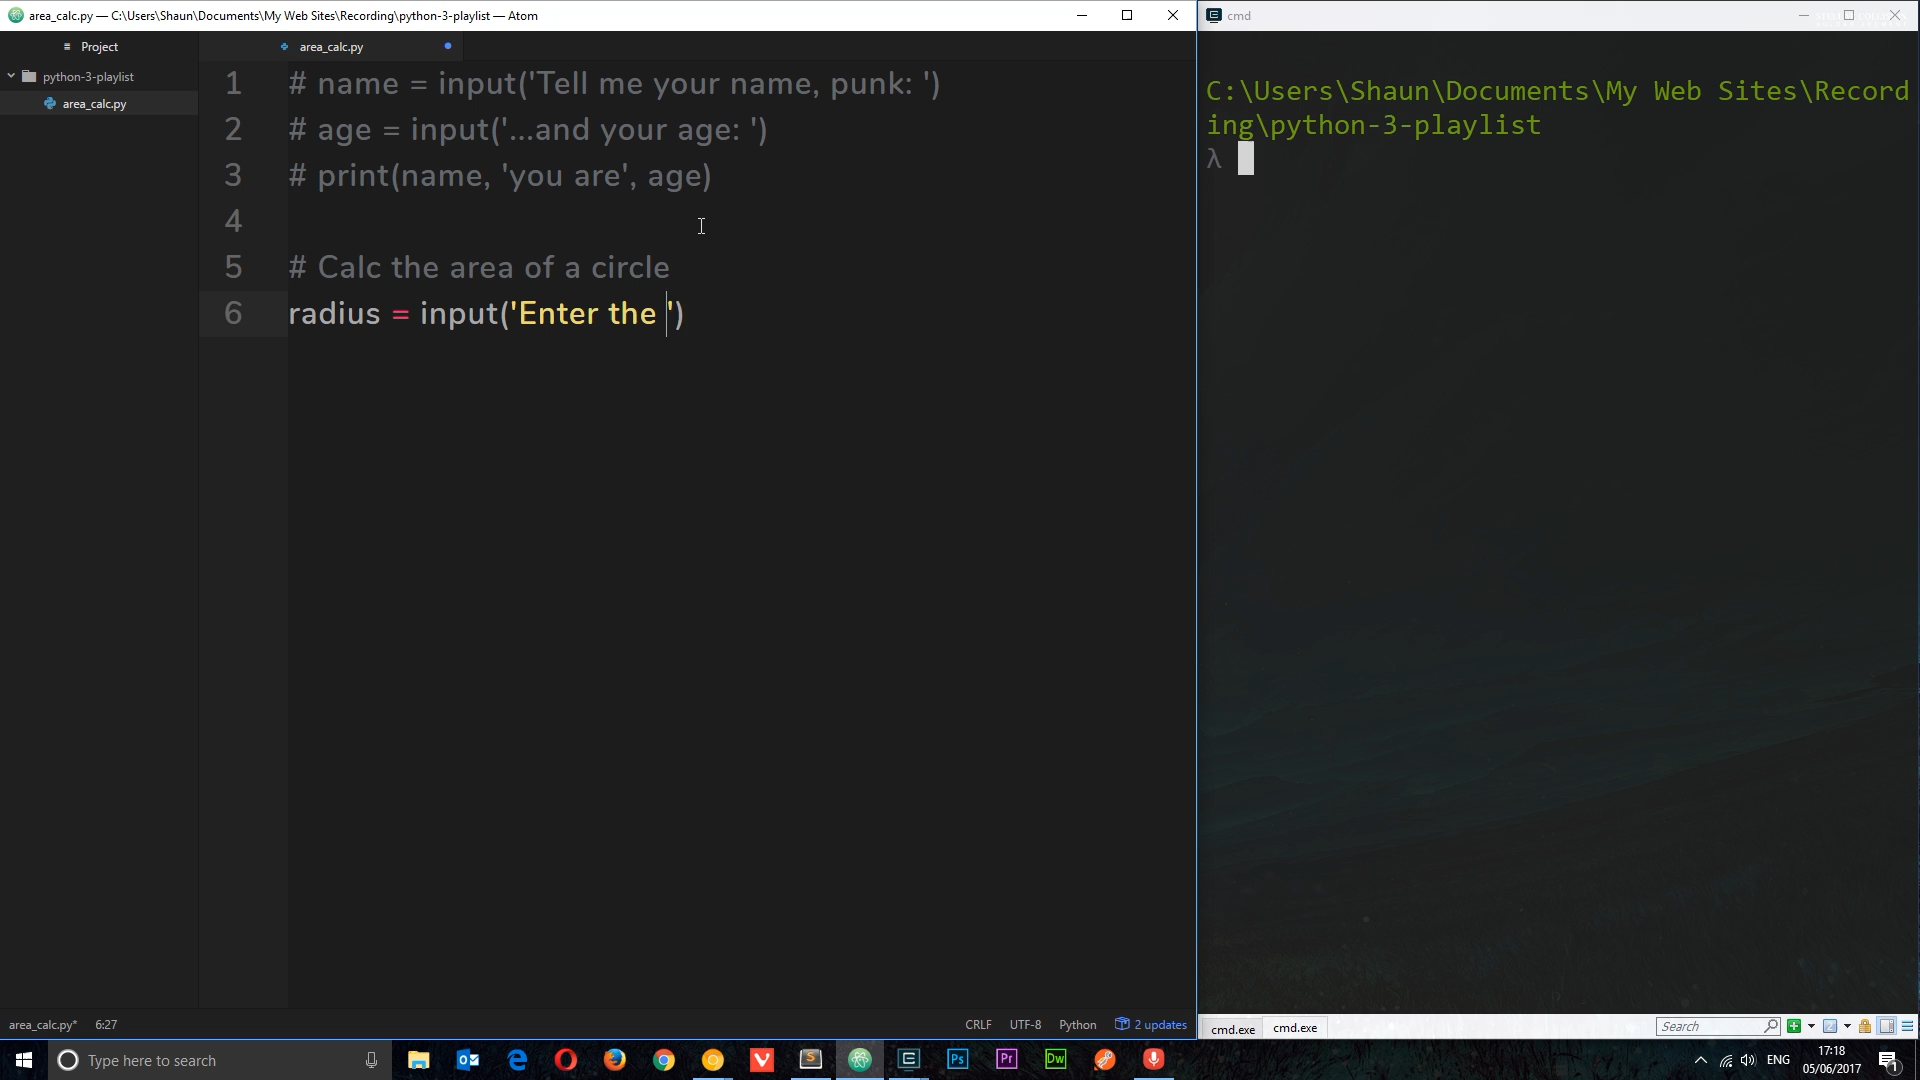 area_calc.py — C:\Users\Shaun\Documents\My Web Sites\Recording\python-3-playlist — Atom
Project
python-3-playlist
area_calc.py
area_calc.py
1 # name = input('Tell me your name, punk: ')
2 # age = input('...and your age: ')
3 # print(name, 'you are', age)
4
5 # Calc the area of a circle
6 radius = input('Enter the ')
area_calc.py* 6:27
CRLF UTF-8 Python 2 updates
cmd
C:\Users\Shaun\Documents\My Web Sites\Record
ing\python-3-playlist
λ
cmd.exe cmd.exe
Search
Type here to search
Ps Pr Dw
ENG
17:18
05/06/2017
1